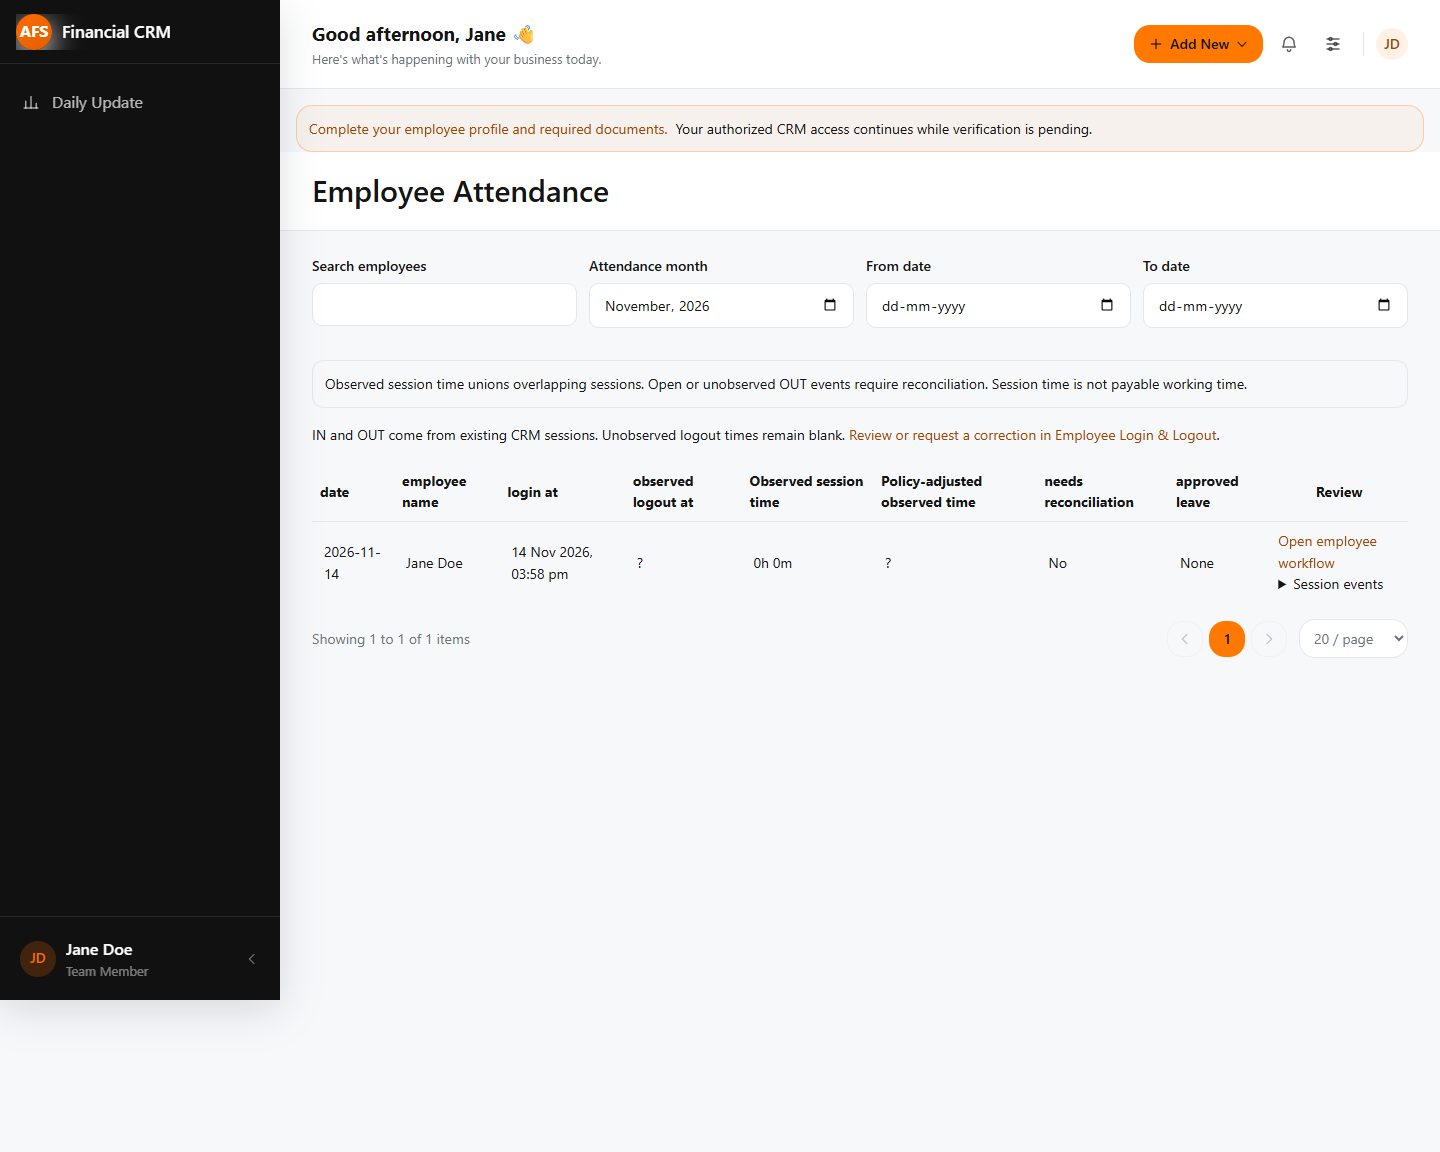 AFS Financial CRM
Daily Update
Good afternoon, Jane 👋
Here's what's happening with your business today.
+ Add New
JD
Complete your employee profile and required documents. Your authorized CRM access continues while verification is pending.
Employee Attendance
Search employees
Attendance month
From date
To date
November, 2026
dd-mm-yyyy
dd-mm-yyyy
Observed session time unions overlapping sessions. Open or unobserved OUT events require reconciliation. Session time is not payable working time.
IN and OUT come from existing CRM sessions. Unobserved logout times remain blank. Review or request a correction in Employee Login & Logout.
date
employee name
login at
observed logout at
Observed session time
Policy-adjusted observed time
needs reconciliation
approved leave
Review
2026-11-14
Jane Doe
14 Nov 2026, 03:58 pm
?
0h 0m
?
No
None
Open employee workflow
▶ Session events
Showing 1 to 1 of 1 items
1
20 / page
JD
Jane Doe
Team Member